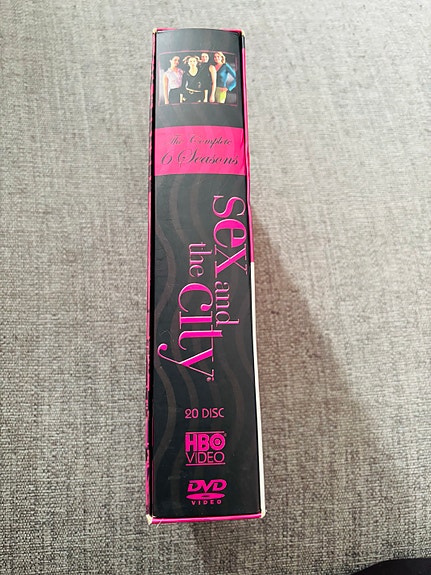 The Complete
6 Seasons
sex and
the city
20 DISC
HBO
VIDEO
DVD
VIDEO